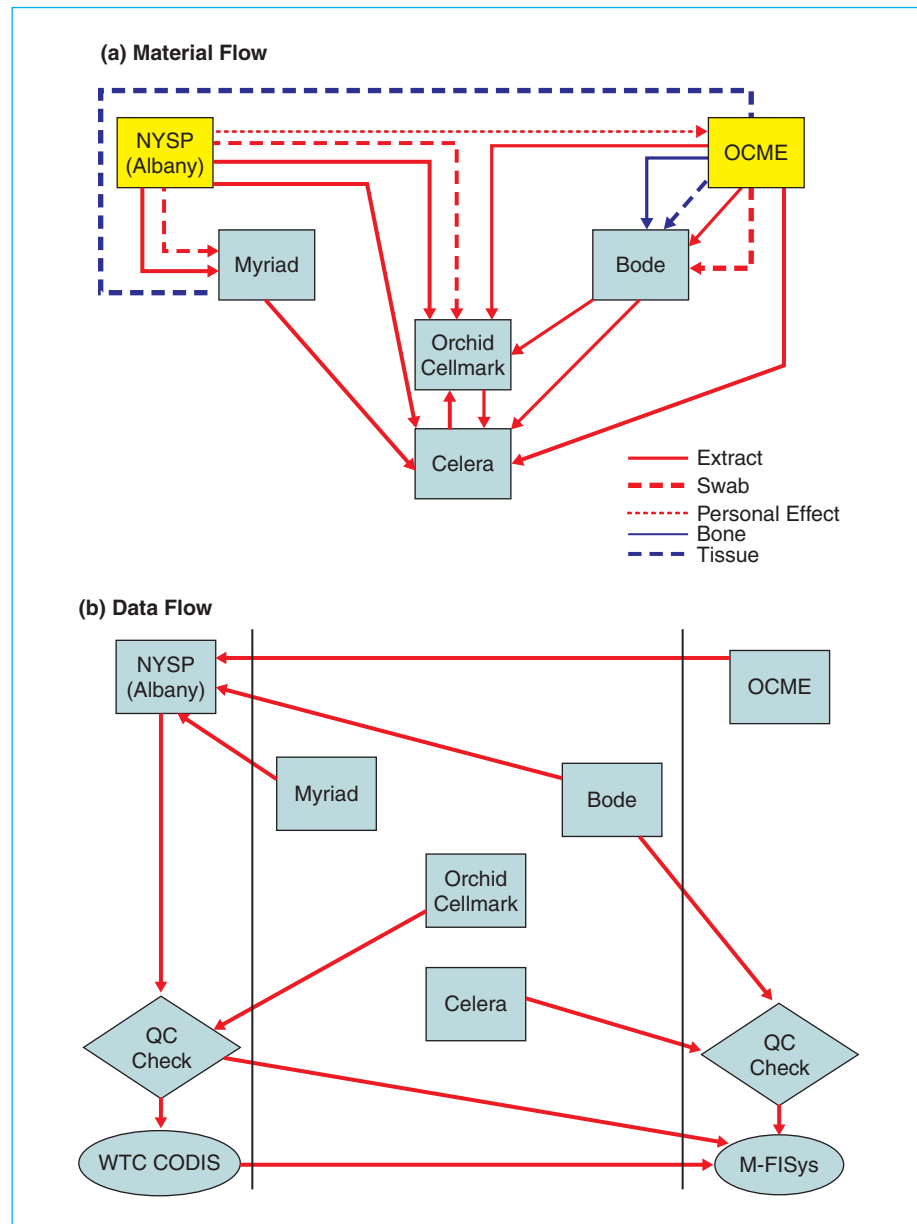 (a) Material Flow
NYSP
(Albany)
OCME
Myriad
Bode
Orchid
Cellmark
Celera
Extract
Swab
Personal Effect
Bone
Tissue
(b) Data Flow
NYSP
(Albany)
OCME
Myriad
Bode
Orchid
Cellmark
Celera
QC
Check
QC
Check
WTC CODIS
M-FISys